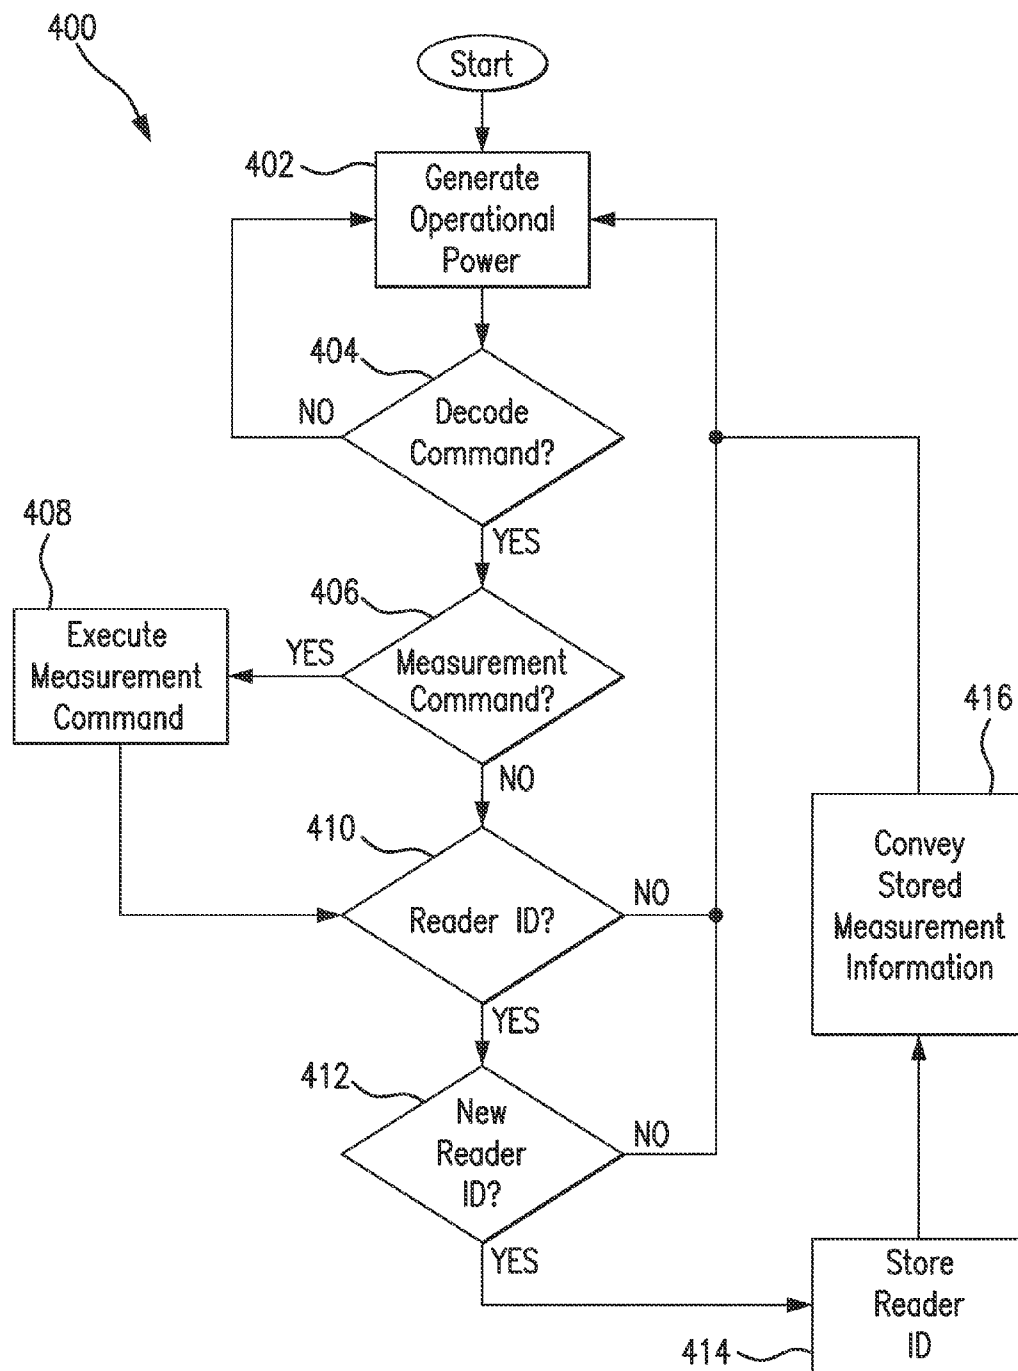 400
Start
402
Generate
Operational
Power
404
NO
Decode
Command?
YES
408
406
Execute
Measurement
Command
YES
Measurement
Command?
NO
416
410
Reader ID?
NO
Convey
Stored
Measurement
Information
YES
412
New
Reader
ID?
NO
YES
Store
Reader
ID
414